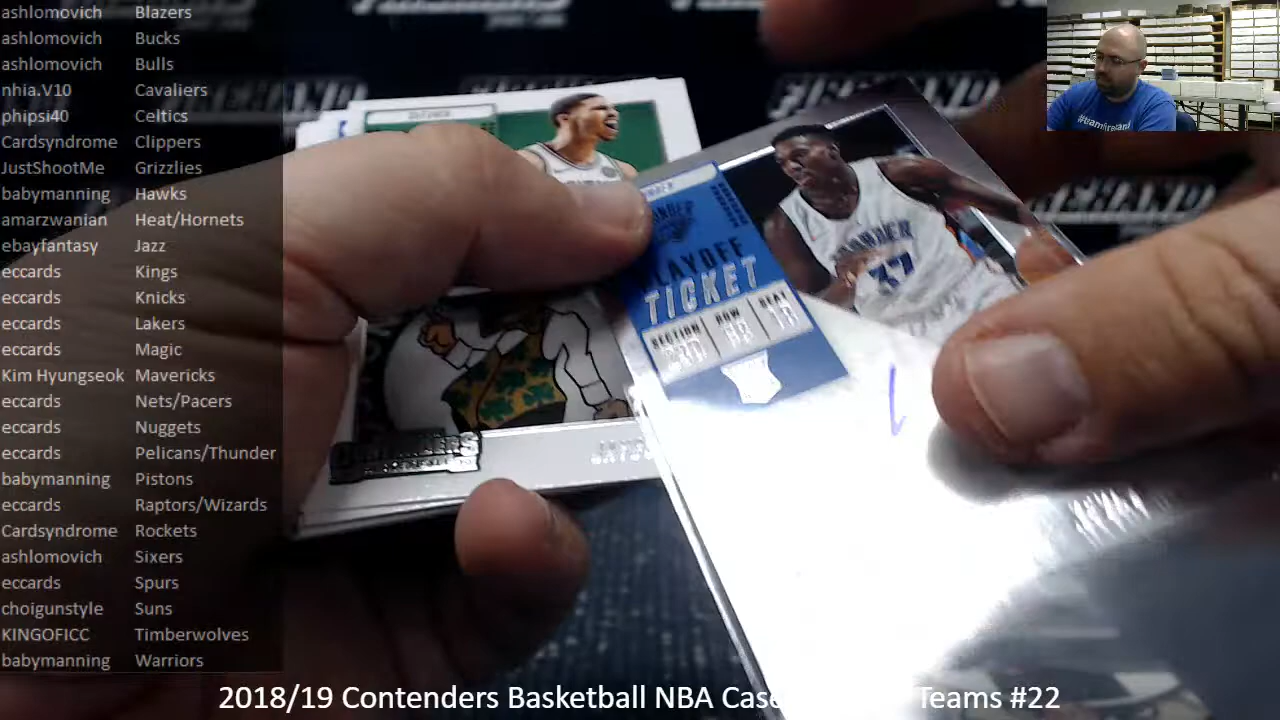 ashlomovich Blazers
ashlomovich Bucks
ashlomovich Bulls
nhia.V10 Cavaliers
phipsi40 Celtics
Cardsyndrome Clippers
JustShootMe Grizzlies
babymanning Hawks
amarzwanian Heat/Hornets
ebayfantasy Jazz
eccards Kings
eccards Knicks
eccards Lakers
eccards Magic
Kim Hyungseok Mavericks
eccards Nets/Pacers
eccards Nuggets
eccards Pelicans/Thunder
babymanning Pistons
eccards Raptors/Wizards
Cardsyndrome Rockets
ashlomovich Sixers
eccards Spurs
choigunstyle Suns
KINGOFICC Timberwolves
babymanning Warriors
#teamfireland
TICKET
SECTION ROW SEAT
2018/19 Contenders Basketball NBA Case Teams #22